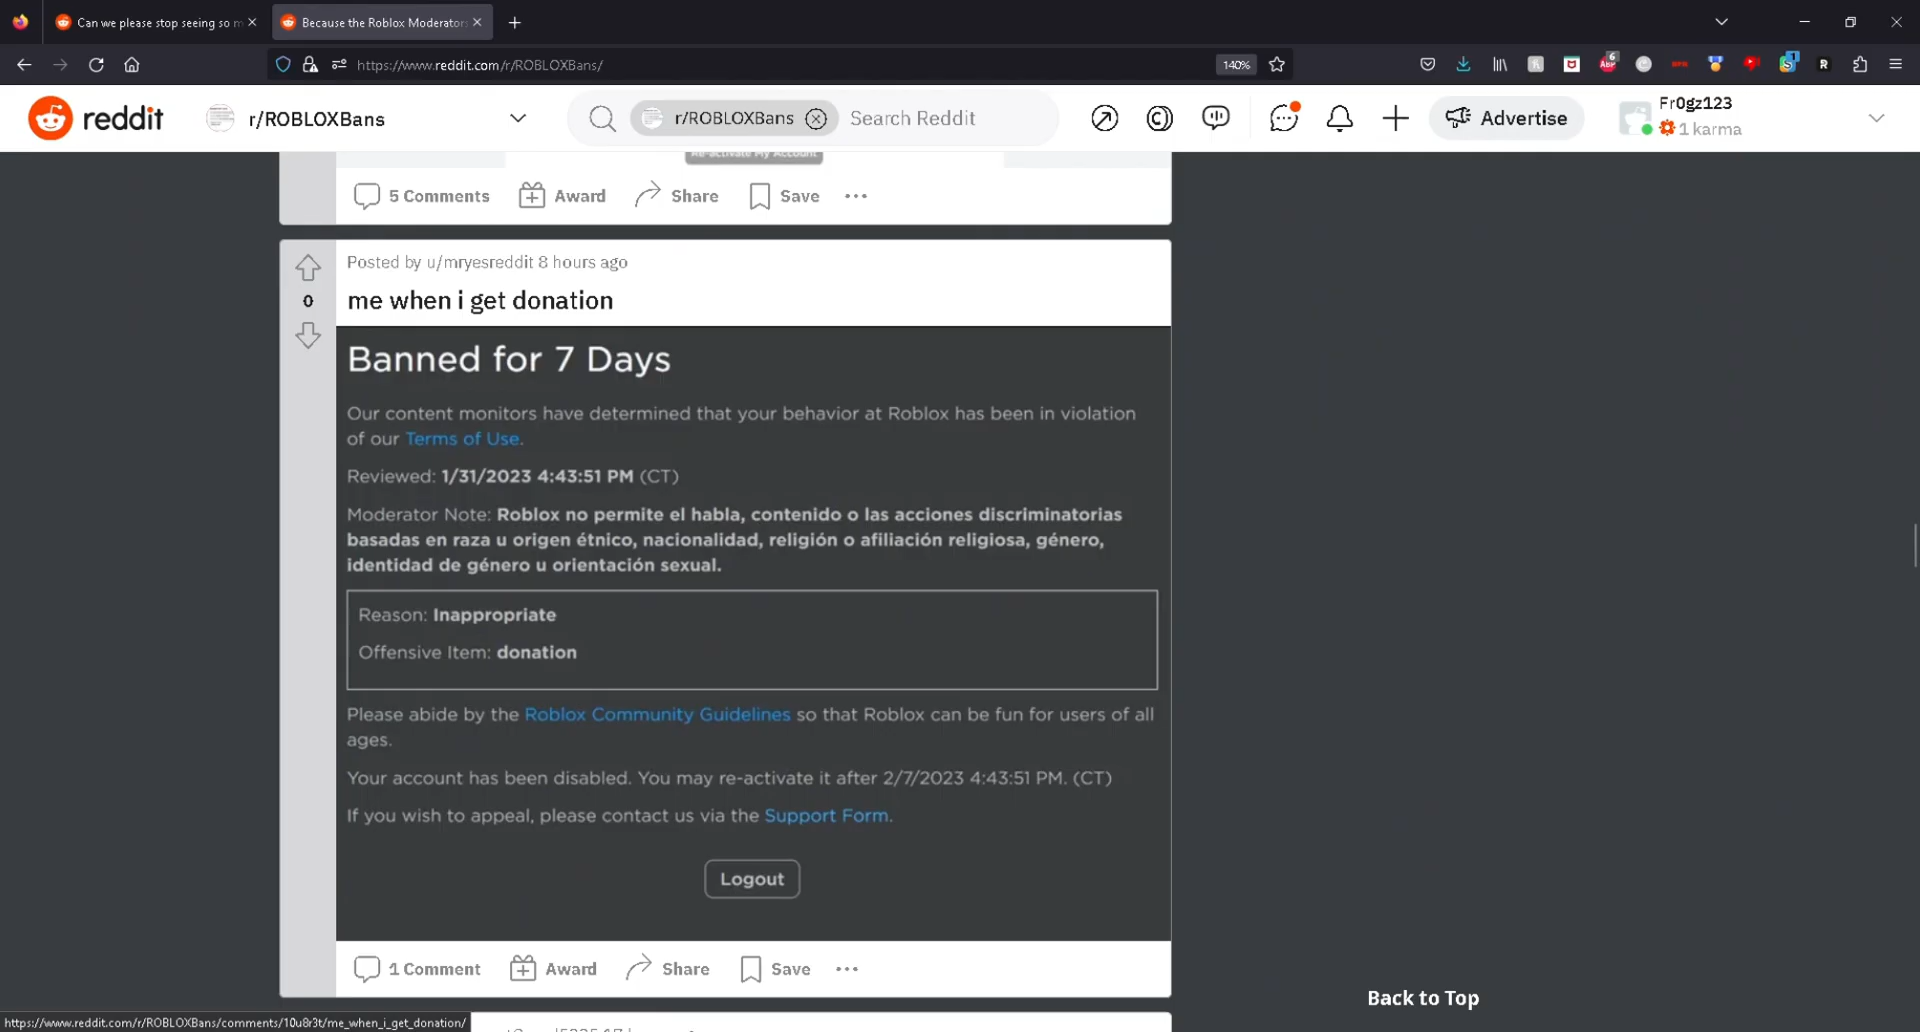 Can we please stop seeing so m
Because the Roblox Moderators
https://www.reddit.com/r/ROBLOXBans/
140%
6
ABP
1
R
reddit
r/ROBLOXBans
r/ROBLOXBans
Search Reddit
Advertise
Fr0gz123
1 karma
Re-activate My Account
5 Comments
Award
Share
Save
Posted by u/mryesreddit 8 hours ago
0
me when i get donation
Banned for 7 Days
Our content monitors have determined that your behavior at Roblox has been in violation
of our Terms of Use.
Reviewed: 1/31/2023 4:43:51 PM (CT)
Moderator Note: Roblox no permite el habla, contenido o las acciones discriminatorias
basadas en raza u origen étnico, nacionalidad, religión o afiliación religiosa, género,
identidad de género u orientación sexual.
Reason: Inappropriate
Offensive Item: donation
Please abide by the Roblox Community Guidelines so that Roblox can be fun for users of all
ages.
Your account has been disabled. You may re-activate it after 2/7/2023 4:43:51 PM. (CT)
If you wish to appeal, please contact us via the Support Form.
Logout
1 Comment
Award
Share
Save
Back to Top
https://www.reddit.com/r/ROBLOXBans/comments/10u8r3t/me_when_i_get_donation/